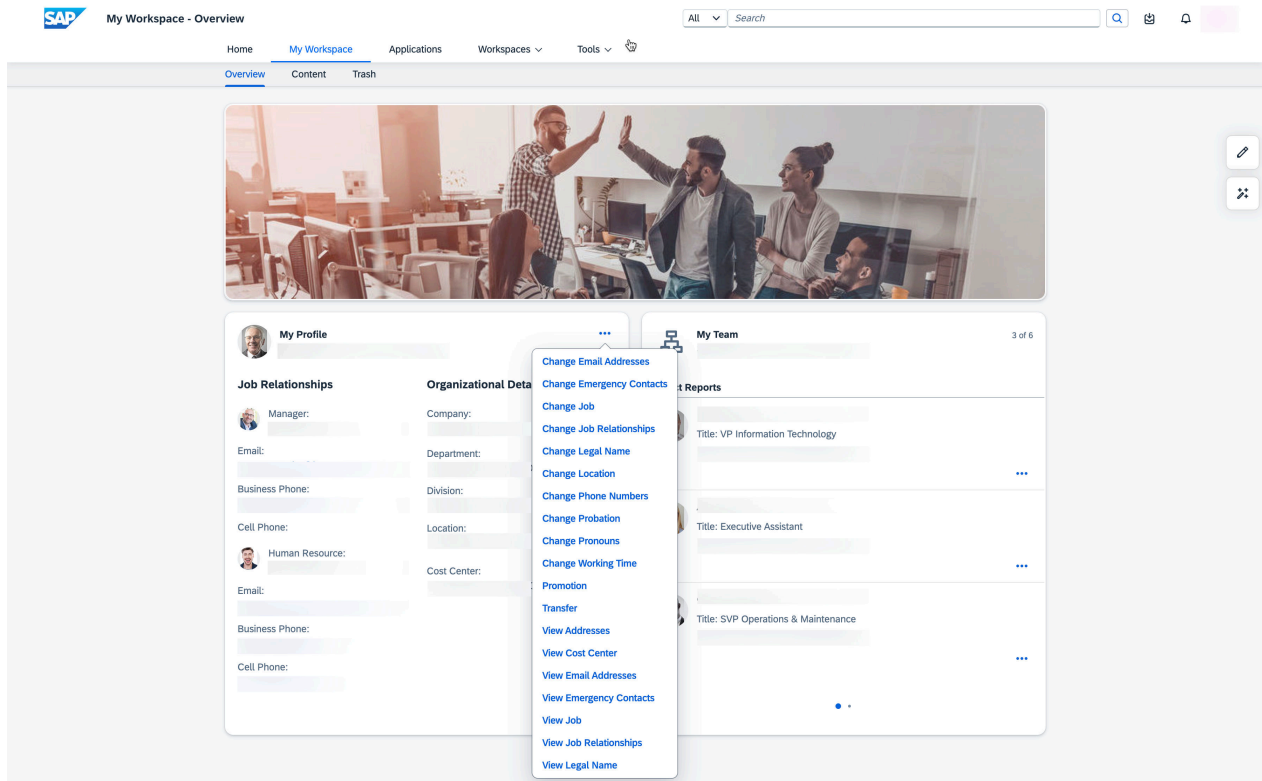 SAP
My Workspace - Overview
All
Search
Home
My Workspace
Applications
Workspaces
Tools
Overview
Content
Trash
My Profile
Job Relationships
Manager:
Email:
Business Phone:
Cell Phone:
Human Resource:
Email:
Business Phone:
Cell Phone:
Organizational Deta
Company:
Department:
Division:
Location:
Cost Center:
Change Email Addresses
Change Emergency Contacts
Change Job
Change Job Relationships
Change Legal Name
Change Location
Change Phone Numbers
Change Probation
Change Pronouns
Change Working Time
Promotion
Transfer
View Addresses
View Cost Center
View Email Addresses
View Emergency Contacts
View Job
View Job Relationships
View Legal Name
My Team
3 of 6
ct Reports
Title: VP Information Technology
Title: Executive Assistant
Title: SVP Operations & Maintenance